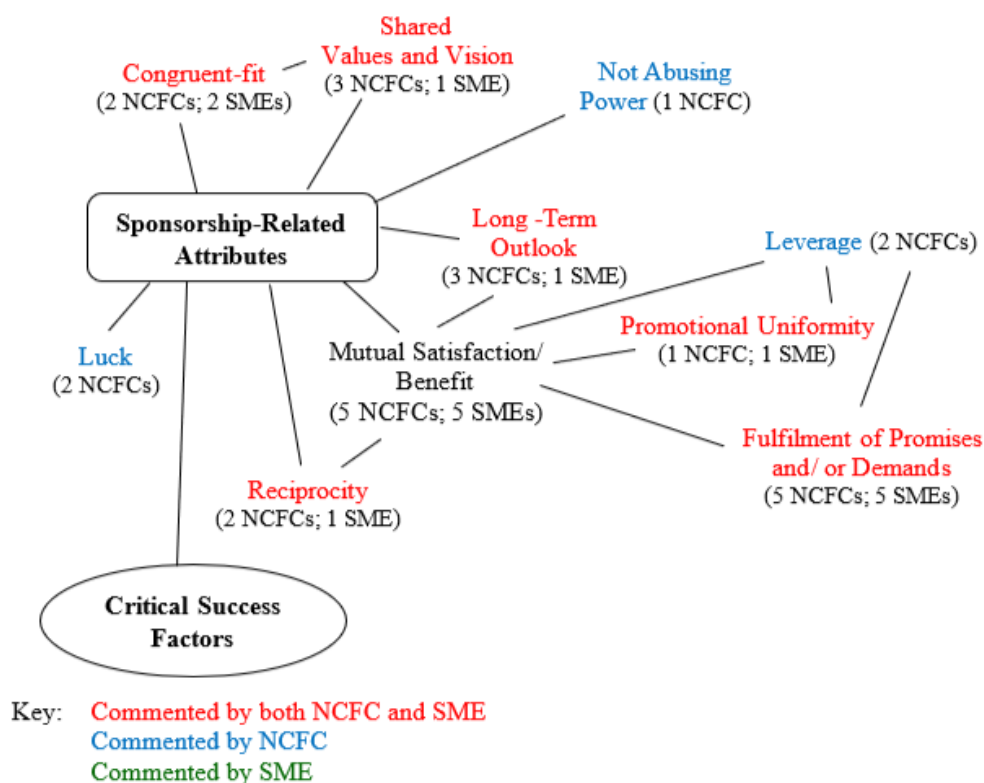 Shared
Values and Vision
(3 NCFCs; 1 SME)
Congruent-fit
(2 NCFCs; 2 SMEs)
Not Abusing
Power (1 NCFC)
Sponsorship-Related
Attributes
Long -Term
Outlook
(3 NCFCs; 1 SME)
Leverage (2 NCFCs)
Promotional Uniformity
(1 NCFC; 1 SME)
Luck
(2 NCFCs)
Mutual Satisfaction/
Benefit
(5 NCFCs; 5 SMEs)
Fulfilment of Promises
and/ or Demands
(5 NCFCs; 5 SMEs)
Reciprocity
(2 NCFCs; 1 SME)
Critical Success
Factors
Key: Commented by both NCFC and SME
Commented by NCFC
Commented by SME